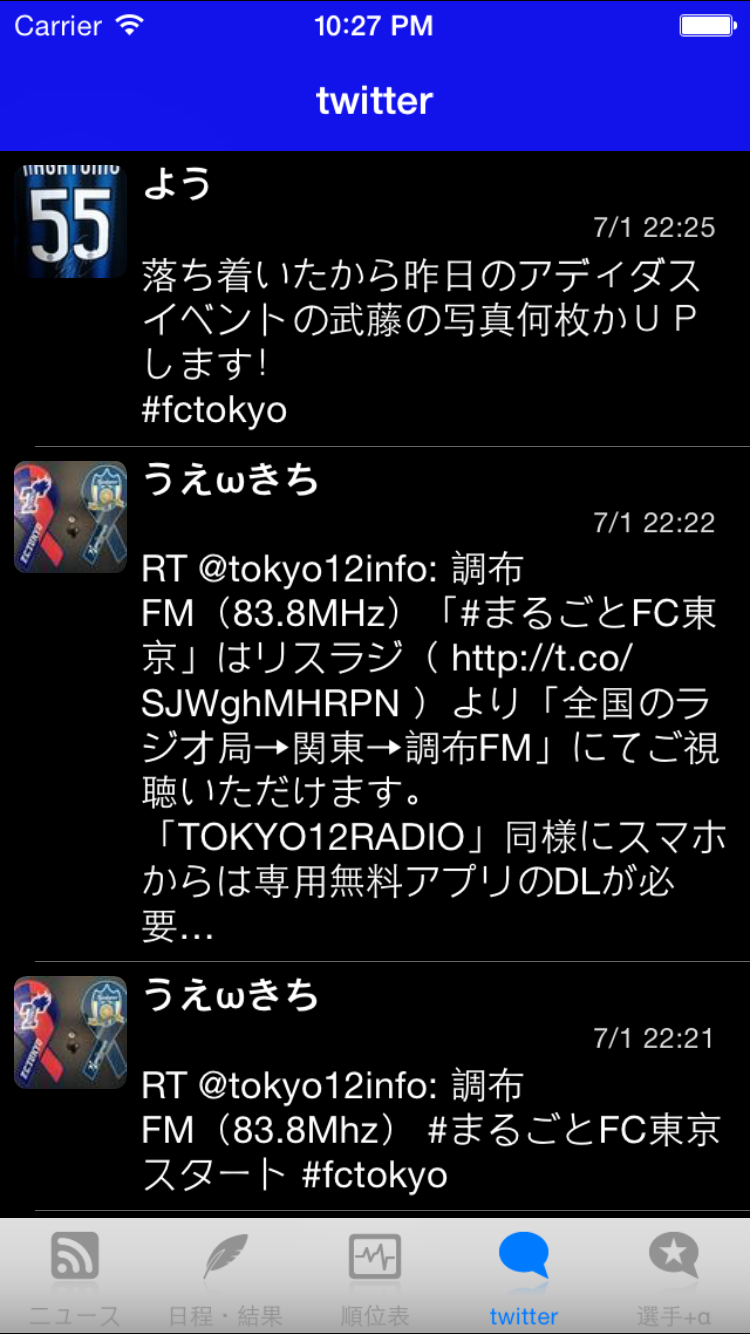 Carrier 10:27 PM
twitter
55
よう
7/1 22:25
落ち着いたから昨日のアディダス
イベントの武藤の写真何枚かＵＰ
します！
#fctokyo
うえωきち
7/1 22:22
RT @tokyo12info: 調布
FM（83.8MHz）「#まるごとFC東
京」はリスラジ（ http://t.co/
SJWghMHRPN ）より「全国のラ
ジオ局→関東→調布FM」にてご視
聴いただけます。
「TOKYO12RADIO」同様にスマホ
からは専用無料アプリのDLが必
要…
うえωきち
7/1 22:21
RT @tokyo12info: 調布
FM（83.8Mhz） #まるごとFC東京
スタート #fctokyo
ニュース 日程・結果 順位表 twitter 選手+α